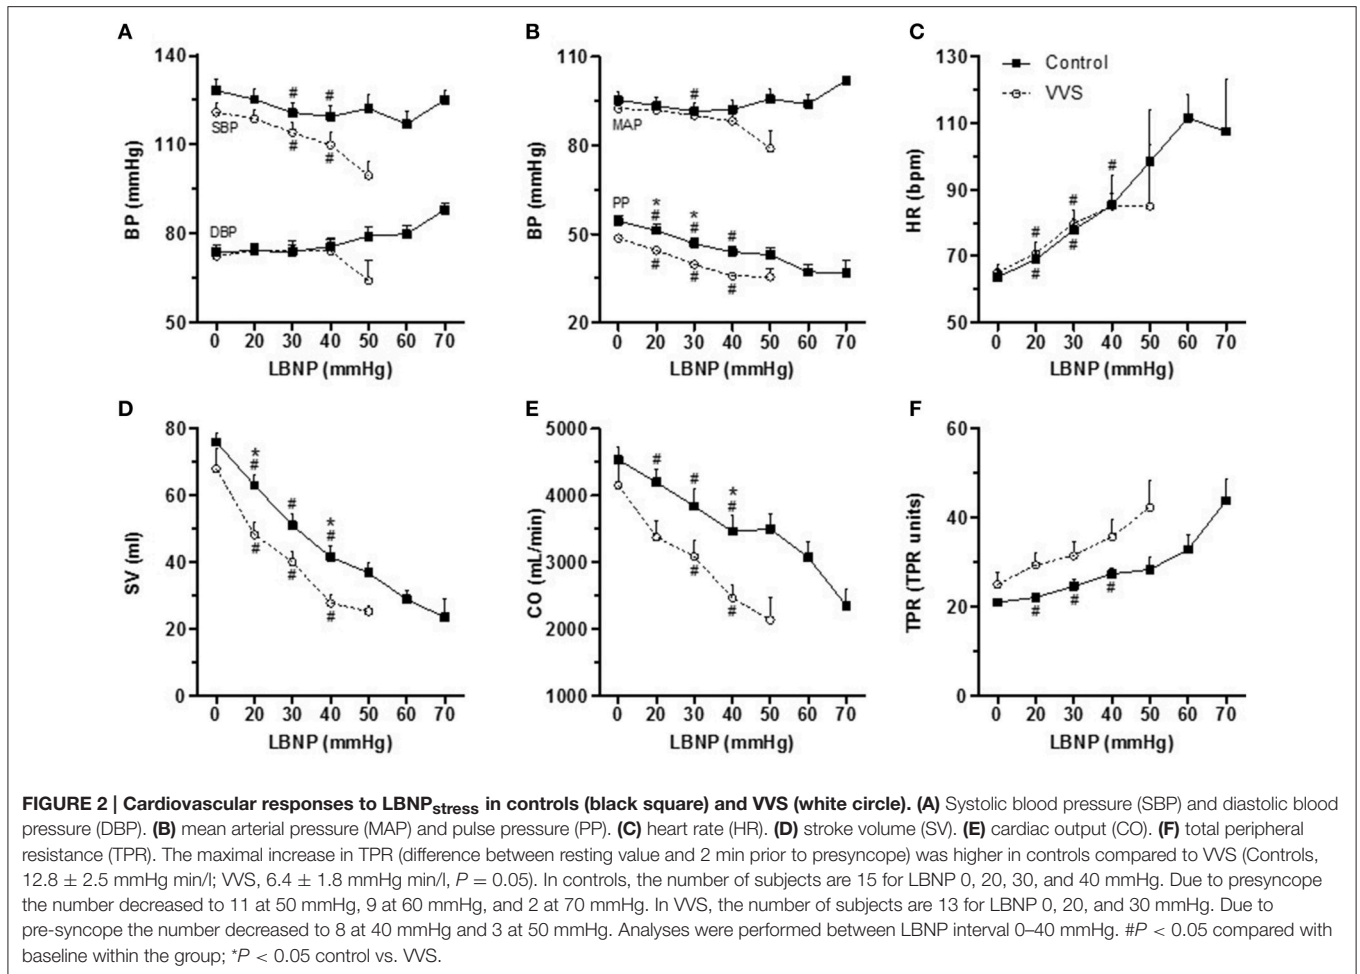 A
140
110
80
50
BP (mmHg)
SBP
DBP
# #
# #
0 20 30 40 50 60 70
LBNP (mmHg)
B
110
80
50
20
BP (mmHg)
MAP
PP
#
* *
# # #
# # #
0 20 30 40 50 60 70
LBNP (mmHg)
C
130
110
90
70
50
HR (bpm)
Control
VVS
# # #
# #
0 20 30 40 50 60 70
LBNP (mmHg)
D
80
60
40
20
0
SV (ml)
* *
# # #
# # #
0 20 30 40 50 60 70
LBNP (mmHg)
E
5000
4000
3000
2000
1000
CO (mL/min)
*
# # #
# #
0 20 30 40 50 60 70
LBNP (mmHg)
F
60
40
20
0
TPR (TPR units)
# # #
0 20 30 40 50 60 70
LBNP (mmHg)
FIGURE 2 | Cardiovascular responses to LBNPstress in controls (black square) and VVS (white circle). (A) Systolic blood pressure (SBP) and diastolic blood
pressure (DBP). (B) mean arterial pressure (MAP) and pulse pressure (PP). (C) heart rate (HR). (D) stroke volume (SV). (E) cardiac output (CO). (F) total peripheral
resistance (TPR). The maximal increase in TPR (difference between resting value and 2 min prior to presyncope) was higher in controls compared to VVS (Controls,
12.8 ± 2.5 mmHg min/l; VVS, 6.4 ± 1.8 mmHg min/l, P = 0.05). In controls, the number of subjects are 15 for LBNP 0, 20, 30, and 40 mmHg. Due to presyncope
the number decreased to 11 at 50 mmHg, 9 at 60 mmHg, and 2 at 70 mmHg. In VVS, the number of subjects are 13 for LBNP 0, 20, and 30 mmHg. Due to
pre-syncope the number decreased to 8 at 40 mmHg and 3 at 50 mmHg. Analyses were performed between LBNP interval 0–40 mmHg. #P < 0.05 compared with
baseline within the group; *P < 0.05 control vs. VVS.